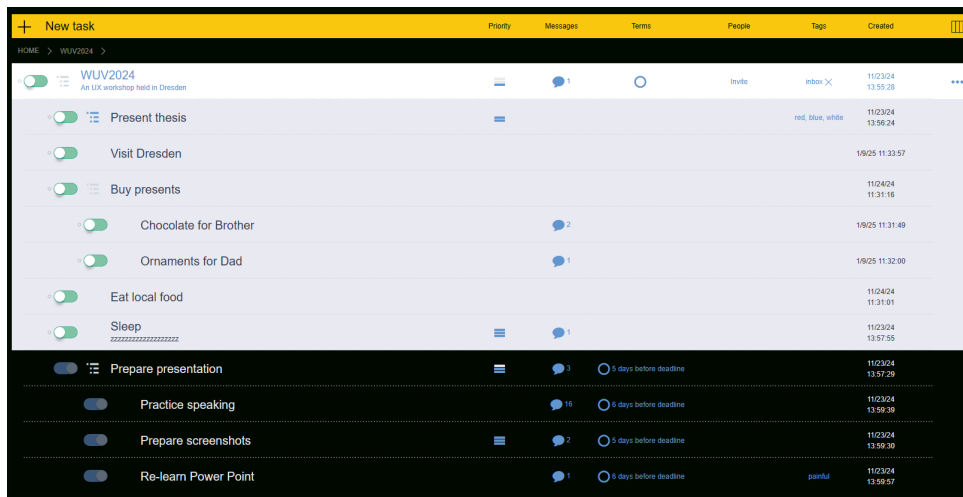 + New task Priority Messages Terms People Tags Created
HOME > WUV2024 >
WUV2024 1 Invite inbox X 11/23/24
An UX workshop held in Dresden 13:55:28
Present thesis red, blue, white 11/23/24
13:56:24
Visit Dresden 1/9/25 11:33:57
Buy presents 11/24/24
11:31:16
Chocolate for Brother 2 1/9/25 11:31:49
Ornaments for Dad 1 1/9/25 11:32:00
Eat local food 11/24/24
11:31:01
Sleep 1 11/23/24
zzzzzzzzzzzzzzzzzzz 13:57:55
Prepare presentation 3 5 days before deadline 11/23/24
13:57:29
Practice speaking 16 6 days before deadline 11/23/24
13:59:39
Prepare screenshots 2 5 days before deadline 11/23/24
13:59:30
Re-learn Power Point 1 6 days before deadline painful 11/23/24
13:59:57